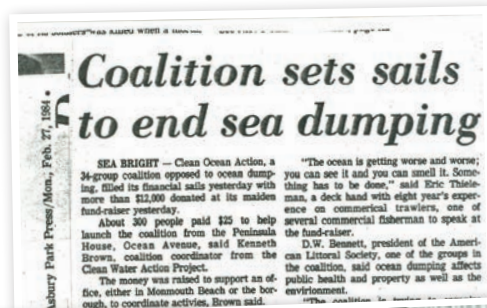 Coalition sets sails
to end sea dumping
sbury Park Press/Mon., Feb. 27, 1984
SEA BRIGHT — Clean Ocean Action, a
34-group coalition opposed to ocean dump-
ing, filled its financial sails yesterday with
more than $12,000 donated at its maiden
fund-raiser yesterday.
About 300 people paid $25 to help
launch the coalition from the Peninsula
House, Ocean Avenue, said Kenneth
Brown, coalition coordinator from the
Clean Water Action Project.
The money was raised to support an of-
fice, either in Monmouth Beach or the bor-
ough, to coordinate activies, Brown said.
"The ocean is getting worse and worse;
you can see it and you can smell it. Some-
thing has to be done," said Eric Thiele-
man, a deck hand with eight year's exper-
ence on commerical trawlers, one of
several commercial fisherman to speak at
the fund-raiser.
D.W. Bennett, president of the Ameri-
can Littoral Society, one of the groups in
the coalition, said ocean dumping affects
public health and property as well as the
envirionment.